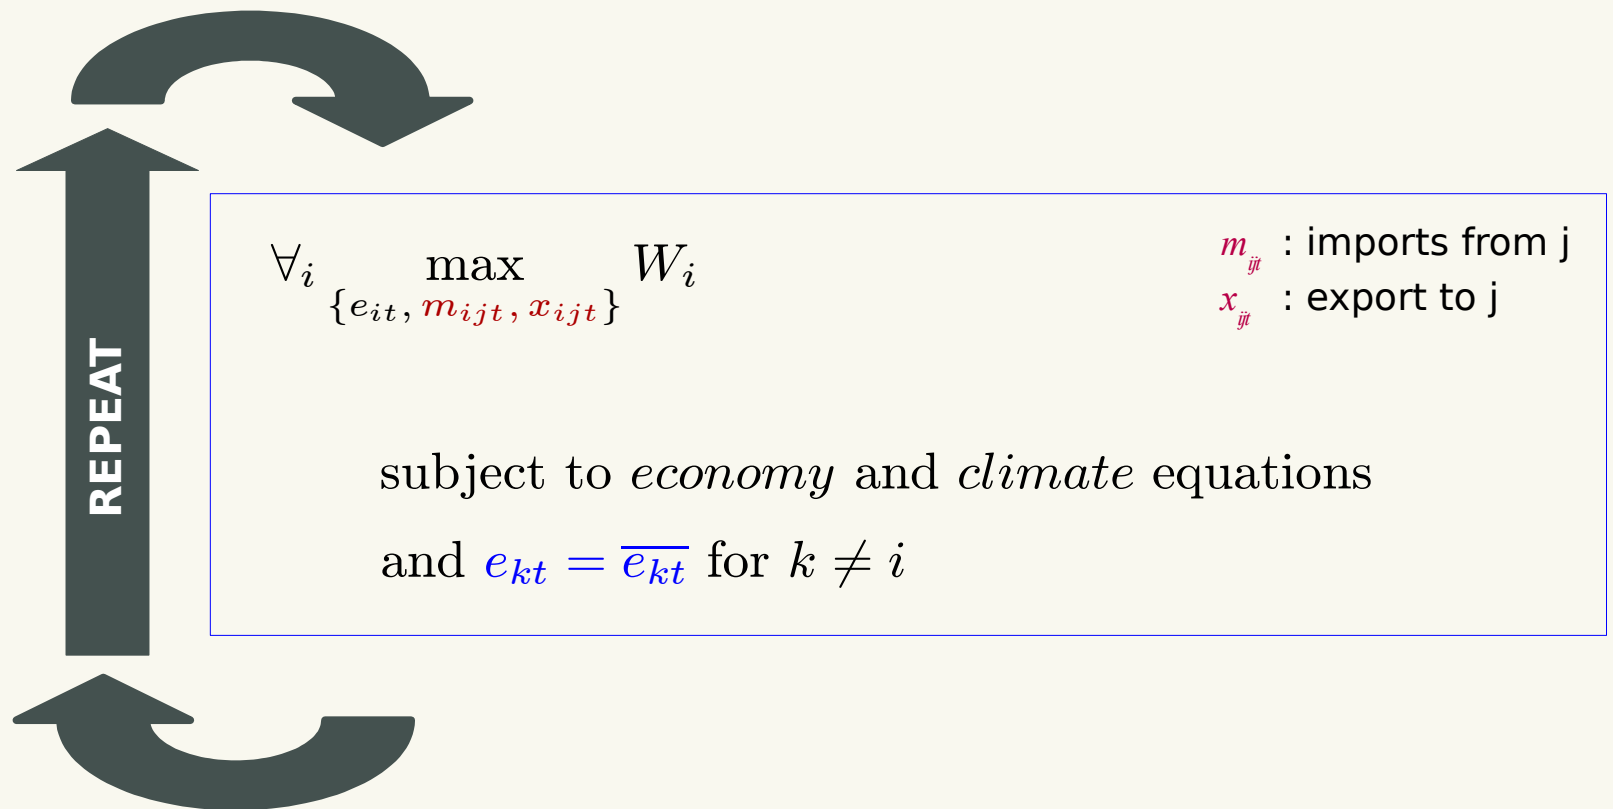 ∀i max Wi
{eit, mijt, xijt}
mijt : imports from j
xijt : export to j
REPEAT
subject to economy and climate equations
and ekt = e̅k̅t̅ for k ≠ i